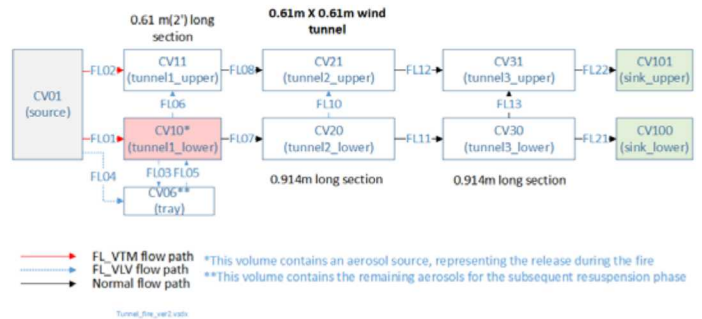 0.61 m(2') long
section
0.61m X 0.61m wind
tunnel
CV01
(source)
FL02
CV11
(tunnel1_upper)
FL08
CV21
(tunnel2_upper)
FL12
CV31
(tunnel3_upper)
FL22
CV101
(sink_upper)
FL06
FL10
FL13
FL01
CV10*
(tunnel1_lower)
FL07
CV20
(tunnel2_lower)
FL11
CV30
(tunnel3_lower)
FL21
CV100
(sink_lower)
FL04
FL03
FL05
CV06**
(tray)
0.914m long section
0.914m long section
FL_VTM flow path
FL_VLV flow path
Normal flow path
*This volume contains an aerosol source, representing the release during the fire
**This volume contains the remaining aerosols for the subsequent resuspension phase
Tunnel_fire_ver2.vsdx